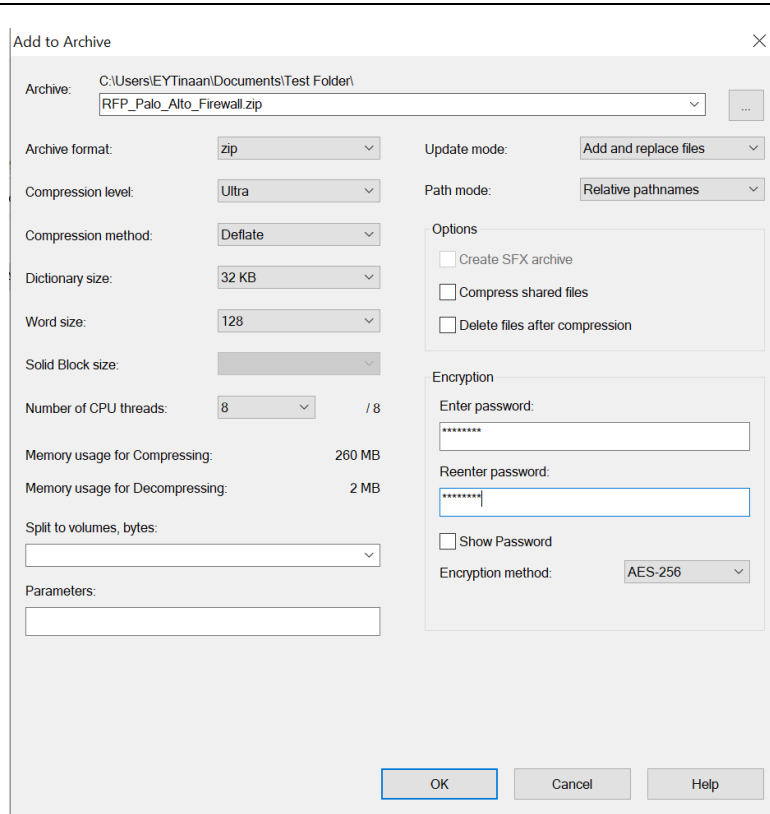 Add to Archive
Archive:
C:\Users\EYTinaan\Documents\Test Folder\
RFP_Palo_Alto_Firewall.zip
...
Archive format:
zip
Compression level:
Ultra
Compression method:
Deflate
Dictionary size:
32 KB
Word size:
128
Solid Block size:
Number of CPU threads:
8
/ 8
Memory usage for Compressing:
260 MB
Memory usage for Decompressing:
2 MB
Split to volumes, bytes:
Parameters:
Update mode:
Add and replace files
Path mode:
Relative pathnames
Options
Create SFX archive
Compress shared files
Delete files after compression
Encryption
Enter password:
********
Reenter password:
********
Show Password
Encryption method:
AES-256
OK
Cancel
Help